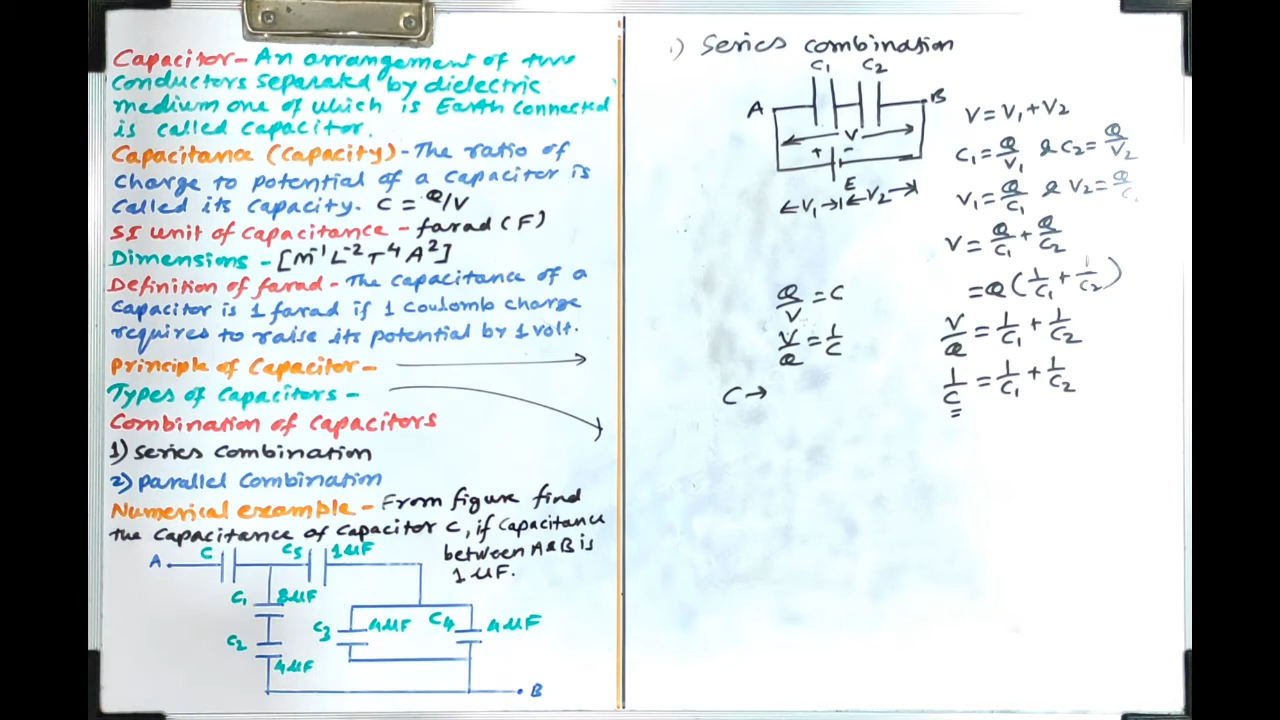 Capacitor - An arrangement of two
conductors separated by dielectric
medium one of which is Earth connected
is called capacitor.
Capacitance (Capacity) - The ratio of
charge to potential of a capacitor is
called its capacity. C = Q/V
SI unit of capacitance - farad (F)
Dimensions - [M⁻¹ L⁻² T⁴ A²]
Definition of farad - The capacitance of a
capacitor is 1 farad if 1 coulomb charge
requires to raise its potential by 1 volt.
Principle of Capacitor -
Types of Capacitors -
Combination of Capacitors
1) Series Combination
2) Parallel Combination
Numerical example - From figure find
the capacitance of capacitor C, if capacitance
between A & B is
1 μF.
A C C5 1μF
C1 8μF
C3 4μF C4 4μF
C2
4μF
B
1) Series combination
C1 C2
A B
V
+ -
E
V1 V2
V = V1 + V2
C1 = Q/V1 & C2 = Q/V2
V1 = Q/C1 & V2 = Q/C
V = Q/C1 + Q/C2
= Q (1/C1 + 1/C2)
Q/V = C
V/Q = 1/C
V/Q = 1/C1 + 1/C2
C →
1/C = 1/C1 + 1/C2